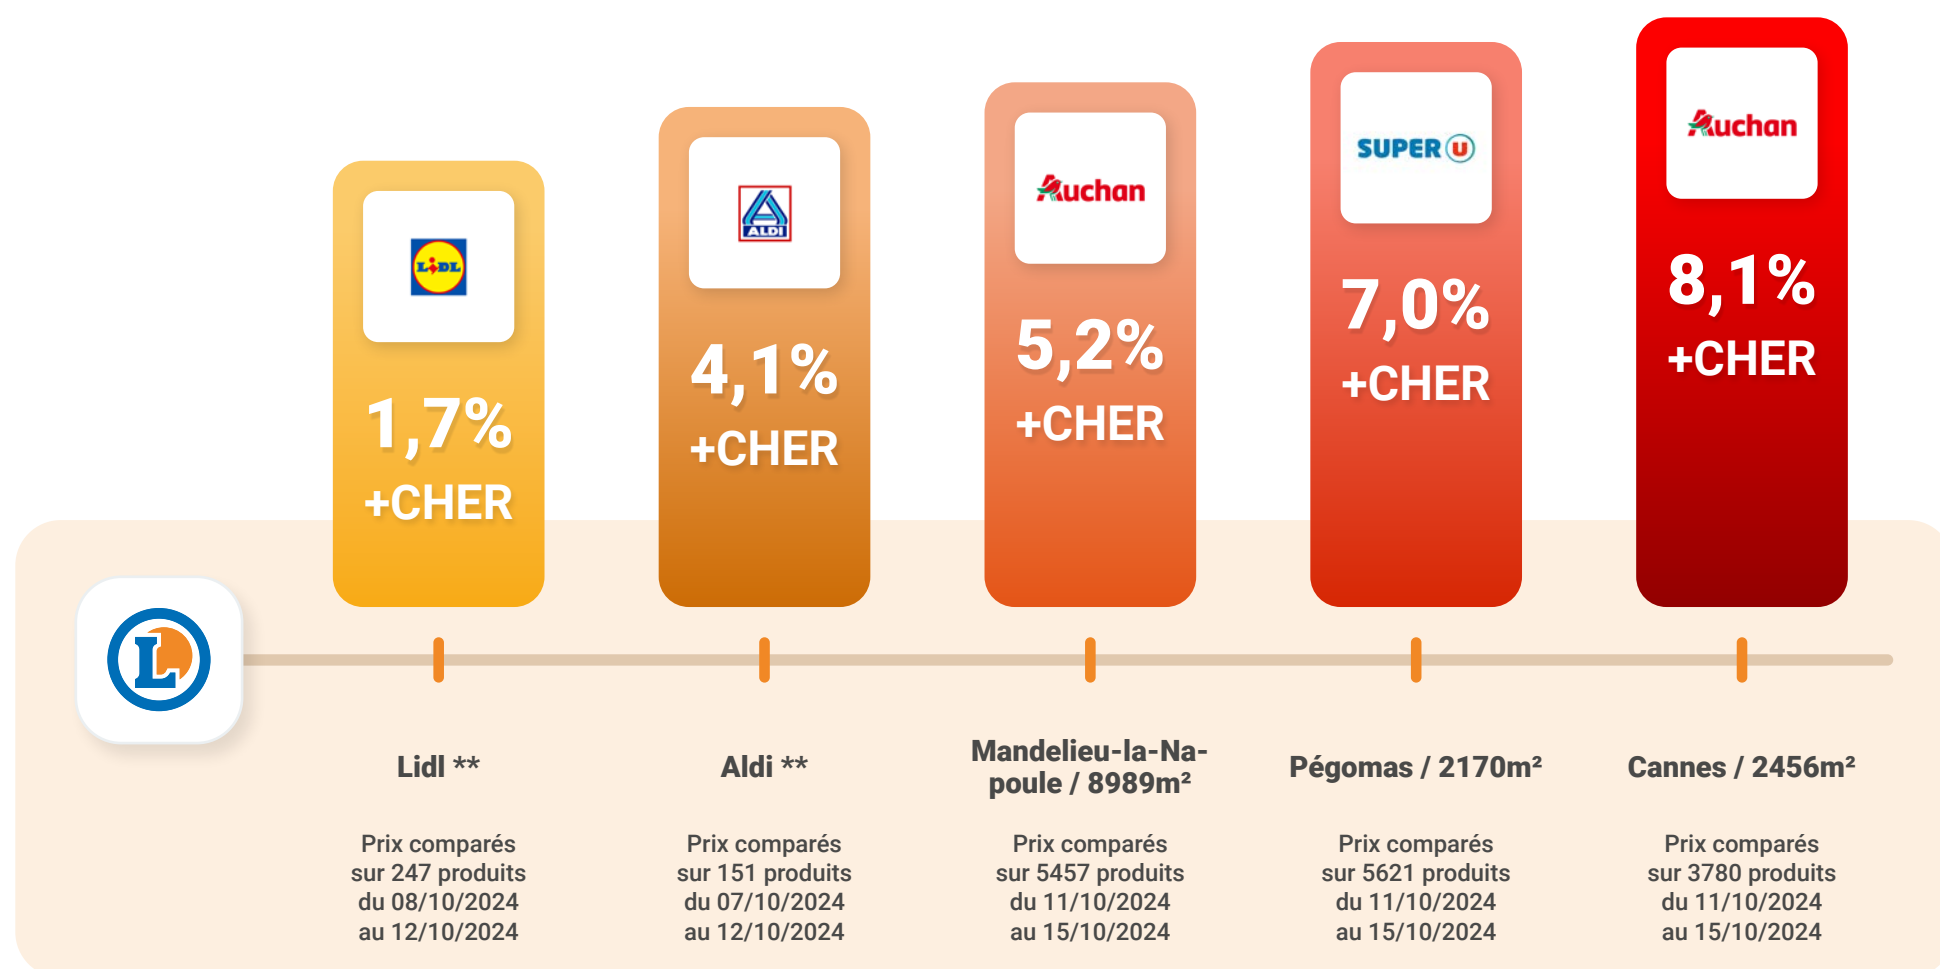 LIDL
1,7%
+CHER
ALDI
4,1%
+CHER
Auchan
5,2%
+CHER
SUPER U
7,0%
+CHER
Auchan
8,1%
+CHER
L
Lidl **
Prix comparés
sur 247 produits
du 08/10/2024
au 12/10/2024
Aldi **
Prix comparés
sur 151 produits
du 07/10/2024
au 12/10/2024
Mandelieu-la-Na-
poule / 8989m²
Prix comparés
sur 5457 produits
du 11/10/2024
au 15/10/2024
Pégomas / 2170m²
Prix comparés
sur 5621 produits
du 11/10/2024
au 15/10/2024
Cannes / 2456m²
Prix comparés
sur 3780 produits
du 11/10/2024
au 15/10/2024